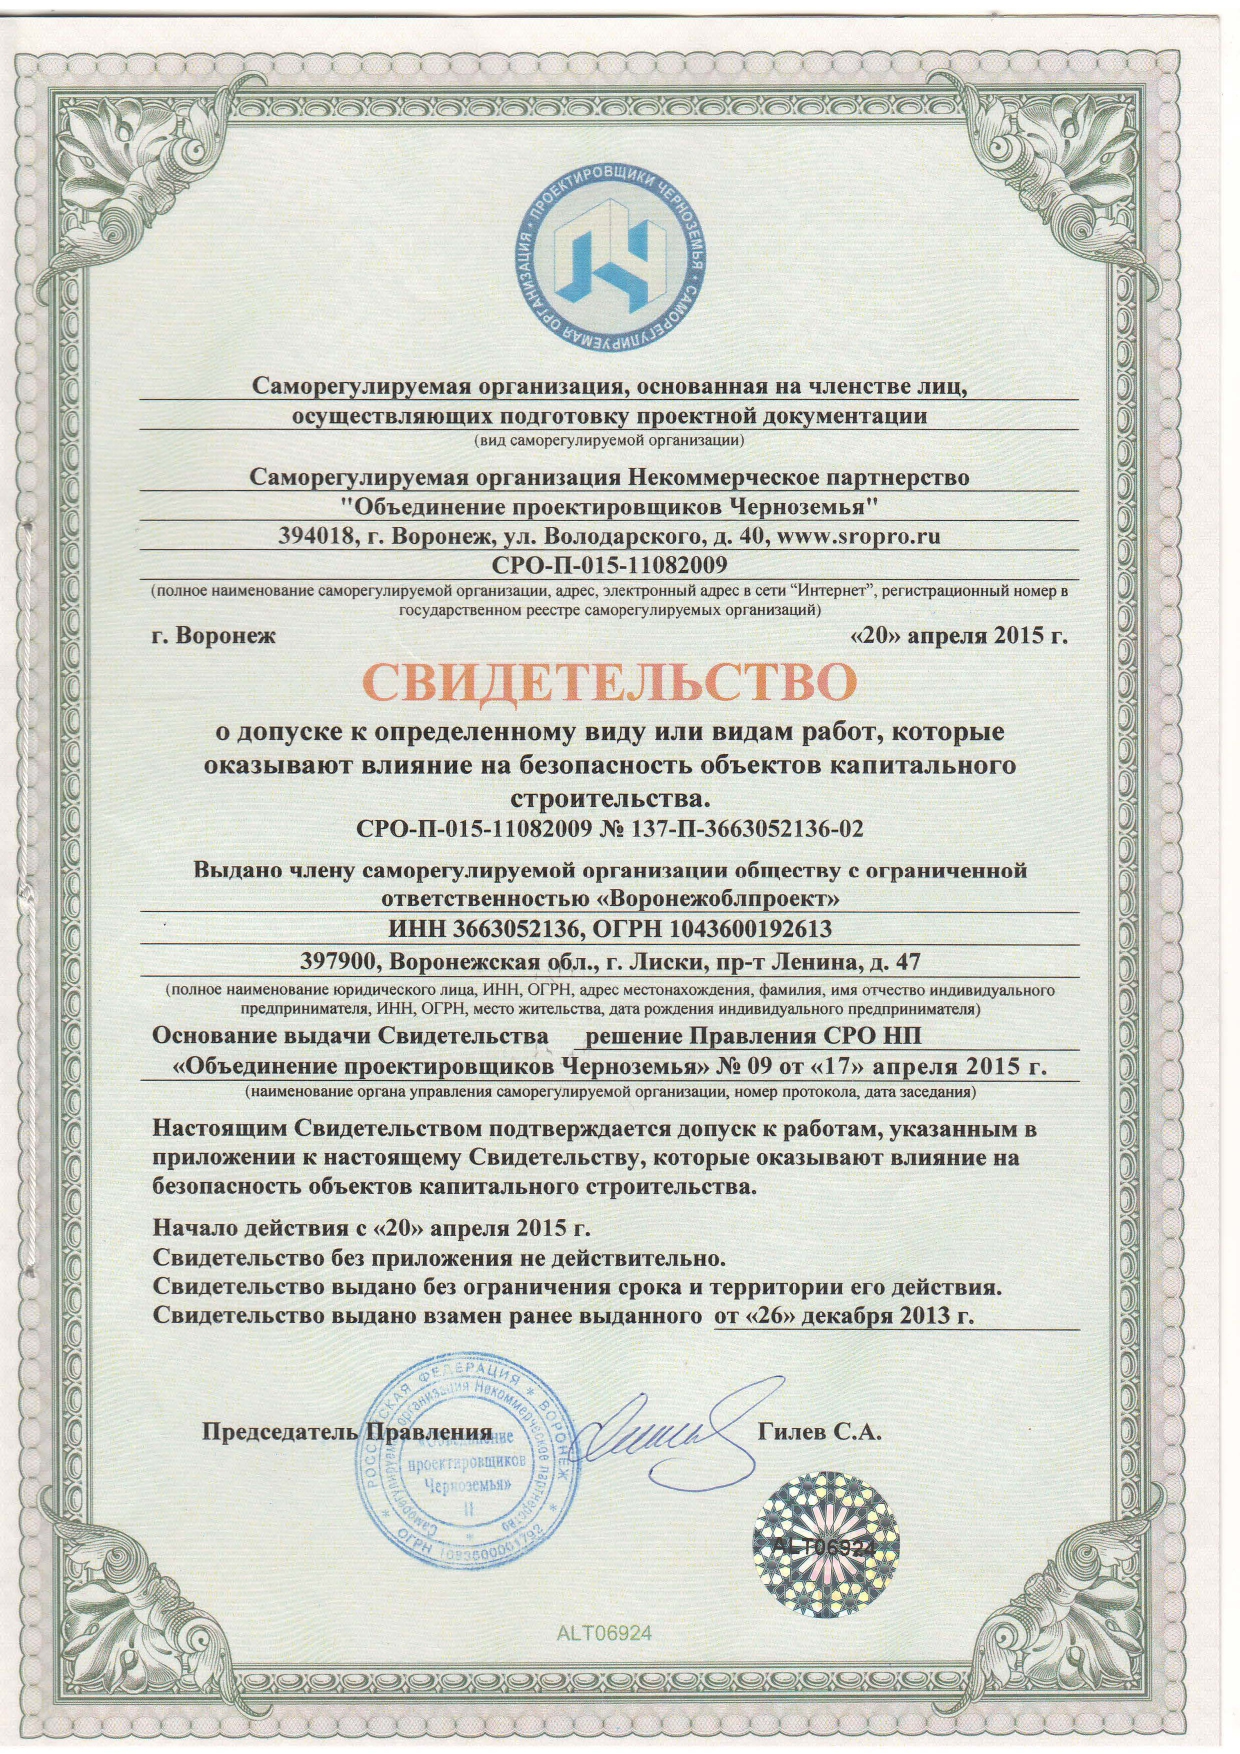 ПРОЕКТИРОВЩИКИ ЧЕРНОЗЕМЬЯ • САМОРЕГУЛИРУЕМАЯ ОРГАНИЗАЦИЯ •
Саморегулируемая организация, основанная на членстве лиц,
осуществляющих подготовку проектной документации
(вид саморегулируемой организации)
Саморегулируемая организация Некоммерческое партнерство
"Объединение проектировщиков Черноземья"
394018, г. Воронеж, ул. Володарского, д. 40, www.sropro.ru
СРО-П-015-11082009
(полное наименование саморегулируемой организации, адрес, электронный адрес в сети “Интернет”, регистрационный номер в
государственном реестре саморегулируемых организаций)
г. Воронеж «20» апреля 2015 г.
СВИДЕТЕЛЬСТВО
о допуске к определенному виду или видам работ, которые
оказывают влияние на безопасность объектов капитального
строительства.
СРО-П-015-11082009 № 137-П-3663052136-02
Выдано члену саморегулируемой организации обществу с ограниченной
ответственностью «Воронежоблпроект»
ИНН 3663052136, ОГРН 1043600192613
397900, Воронежская обл., г. Лиски, пр-т Ленина, д. 47
(полное наименование юридического лица, ИНН, ОГРН, адрес местонахождения, фамилия, имя отчество индивидуального
предпринимателя, ИНН, ОГРН, место жительства, дата рождения индивидуального предпринимателя)
Основание выдачи Свидетельства решение Правления СРО НП
«Объединение проектировщиков Черноземья» № 09 от «17» апреля 2015 г.
(наименование органа управления саморегулируемой организации, номер протокола, дата заседания)
Настоящим Свидетельством подтверждается допуск к работам, указанным в
приложении к настоящему Свидетельству, которые оказывают влияние на
безопасность объектов капитального строительства.
Начало действия с «20» апреля 2015 г.
Свидетельство без приложения не действительно.
Свидетельство выдано без ограничения срока и территории его действия.
Свидетельство выдано взамен ранее выданного от «26» декабря 2013 г.
Председатель Правления Гилев С.А.
РОССИЙСКАЯ ФЕДЕРАЦИЯ * ВОРОНЕЖ *
Саморегулируемая организация Некоммерческое партнерство
«Объединение
проектировщиков
Черноземья»
II
ALT06924
ALT06924